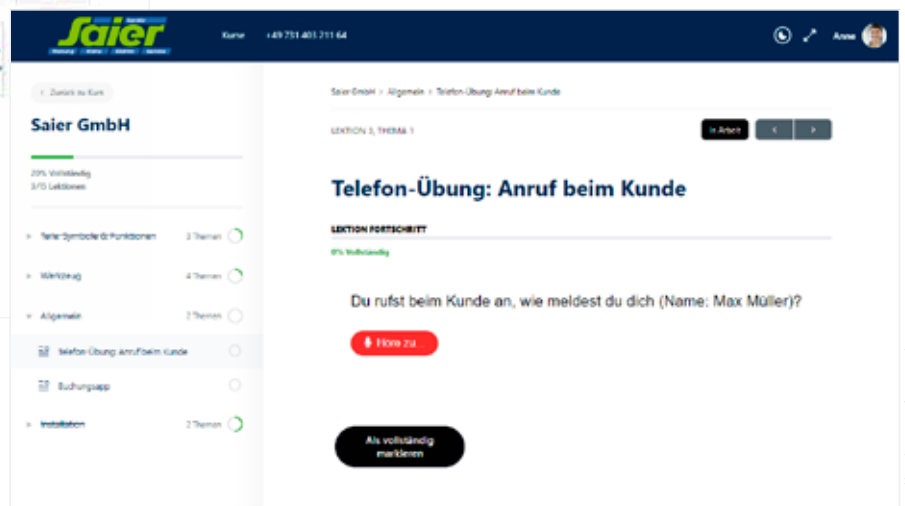 Saier
Kurse
+49 731 403 211 64
Anne
Zurück zu Kurs
Saier GmbH
20% Vollständig
3/15 Lektionen
Teile: Symbole & Funktionen
3 Themen
Werkzeug
4 Themen
Allgemein
2 Themen
Telefon-Übung: Anruf beim Kunde
Buchungsapp
Installation
2 Themen
Saier GmbH > Allgemein > Telefon-Übung: Anruf beim Kunde
LEKTION 3, THEMA 1
In Arbeit
Telefon-Übung: Anruf beim Kunde
LEKTION FORTSCHRITT
0% Vollständig
Du rufst beim Kunde an, wie meldest du dich (Name: Max Müller)?
Höre zu ...
Als vollständig
markieren